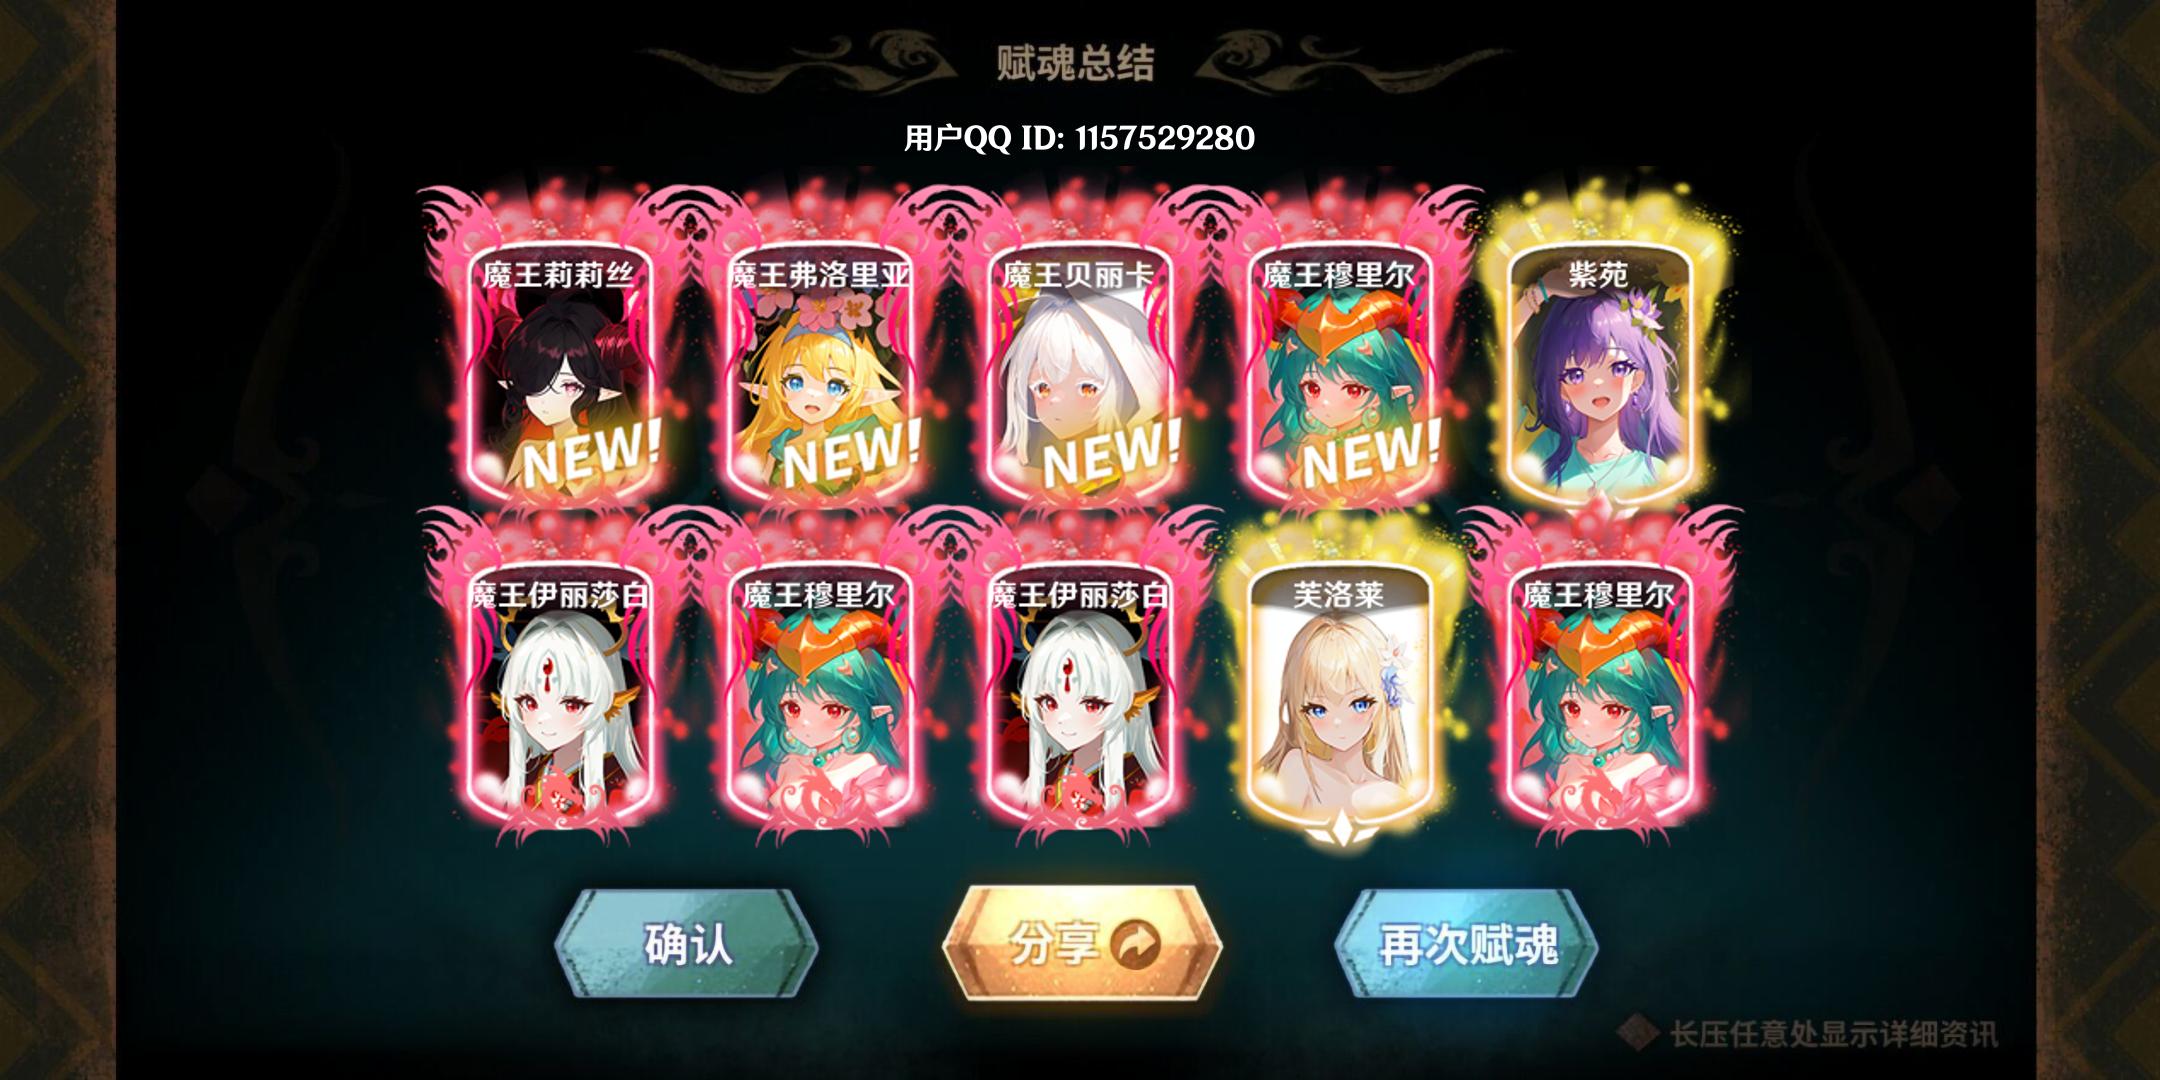 赋魂总结
用户QQ ID: 1157529280
魔王莉莉丝
魔王弗洛里亚
魔王贝丽卡
魔王穆里尔
紫苑
NEW!
NEW!
NEW!
NEW!
魔王伊丽莎白
魔王穆里尔
魔王伊丽莎白
芙洛莱
魔王穆里尔
确认
分享
再次赋魂
长压任意处显示详细资讯